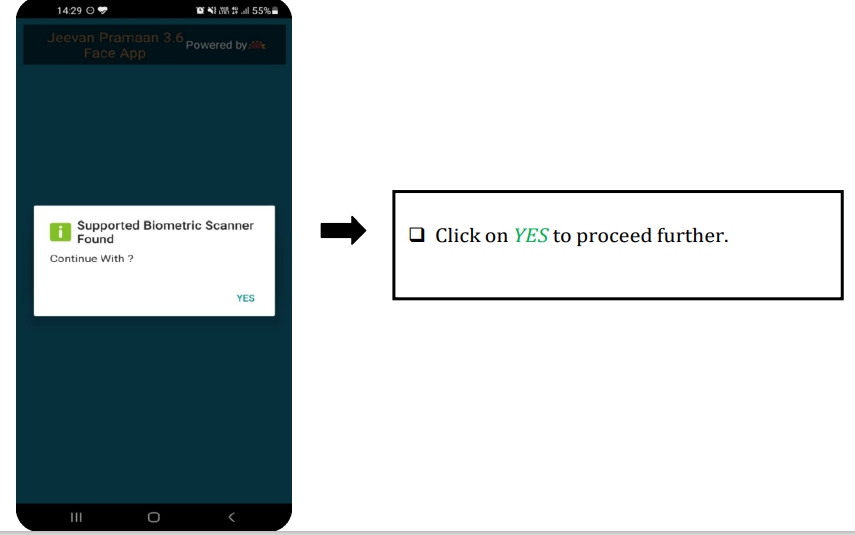 14:29
55%
Jeevan Pramaan 3.6
Face App
Powered by:
Supported Biometric Scanner
Found
Continue With ?
YES
Click on YES to proceed further.